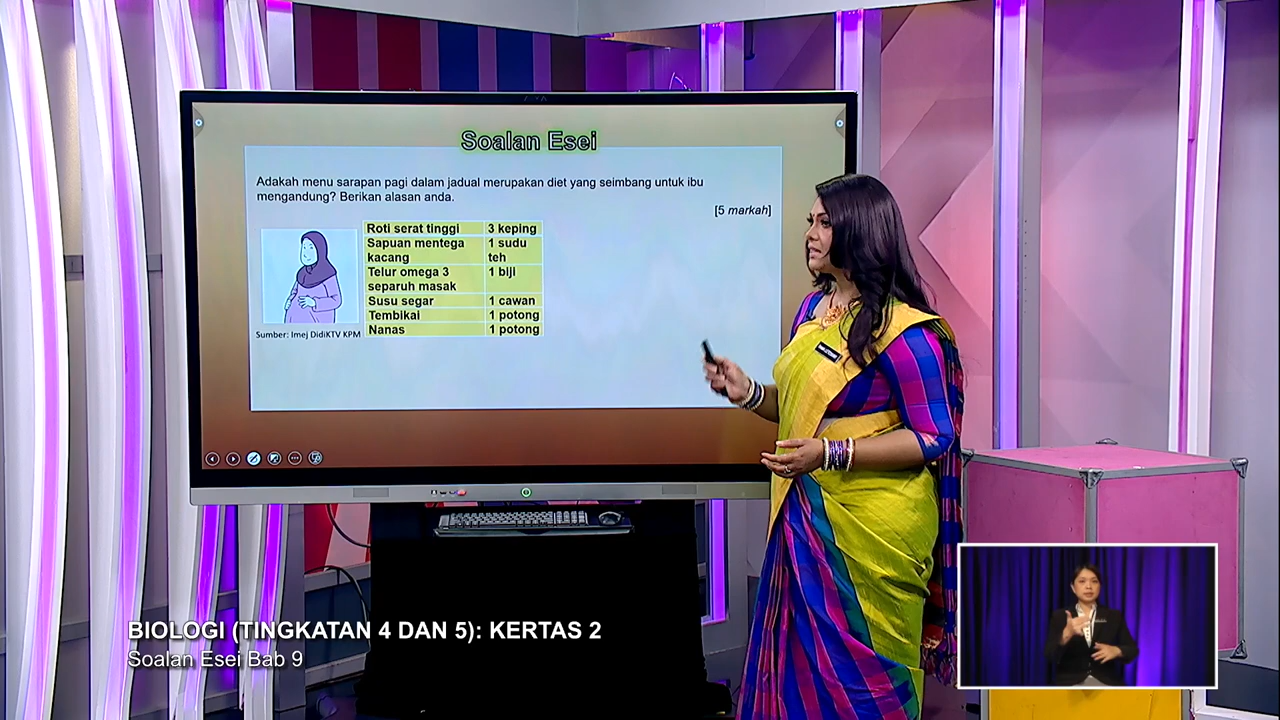 Soalan Esei
Adakah menu sarapan pagi dalam jadual merupakan diet yang seimbang untuk ibu
mengandung? Berikan alasan anda.
[5 markah]
Roti serat tinggi 3 keping
Sapuan mentega 1 sudu
kacang teh
Telur omega 3 1 biji
separuh masak
Susu segar 1 cawan
Tembikai 1 potong
Nanas 1 potong
Sumber: Imej DidiKTV KPM
BIOLOGI (TINGKATAN 4 DAN 5): KERTAS 2
Soalan Esei Bab 9